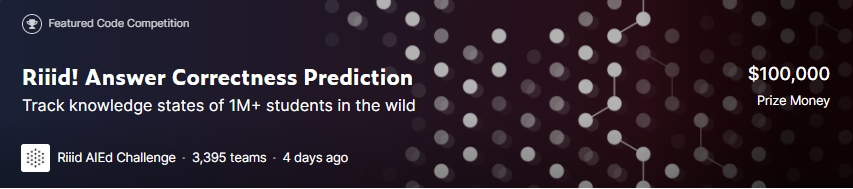 Featured Code Competition
Riiid! Answer Correctness Prediction
Track knowledge states of 1M+ students in the wild
$100,000
Prize Money
Riiid AIEd Challenge · 3,395 teams · 4 days ago